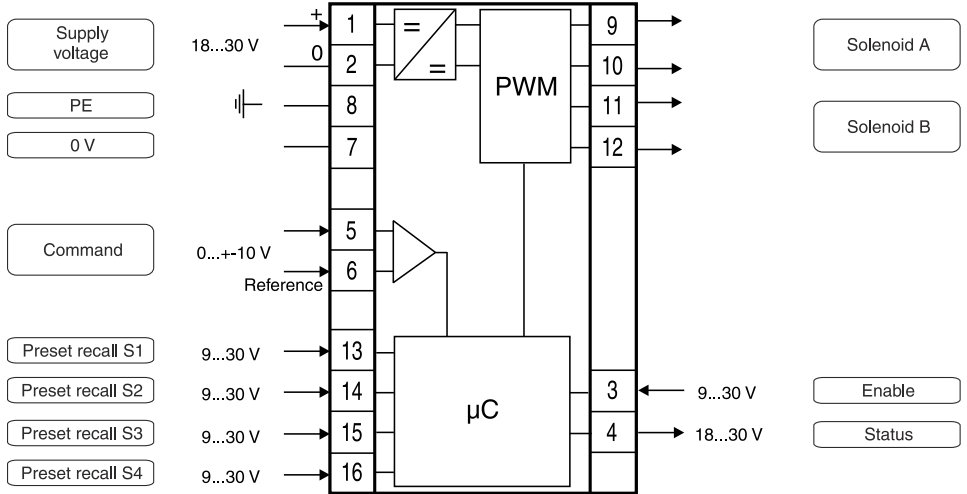 Supply
voltage
18...30 V
+
0
1
2
=
=
PWM
9
10
11
12
Solenoid A
Solenoid B
PE
8
0 V
7
Command
0...+-10 V
Reference
5
6
Preset recall S1
9...30 V
13
Preset recall S2
9...30 V
14
Preset recall S3
9...30 V
15
Preset recall S4
9...30 V
16
µC
3
9...30 V
Enable
4
18...30 V
Status